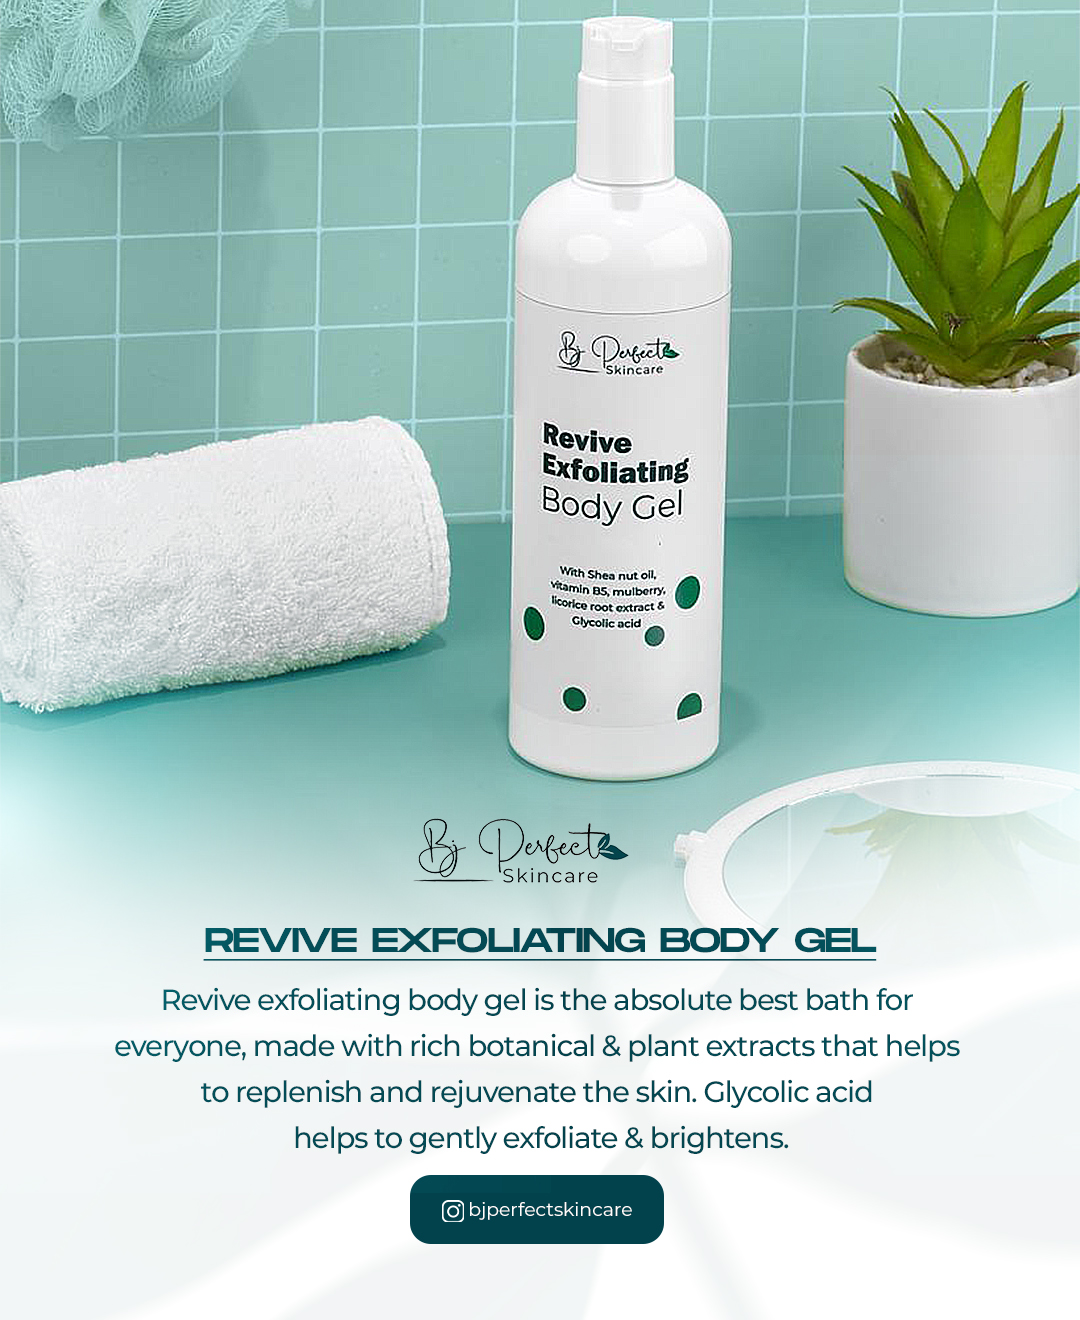 Bj Perfect
Skincare
Revive
Exfoliating
Body Gel
With Shea nut oil,
vitamin B5, mulberry,
licorice root extract &
Glycolic acid
Bj Perfect
Skincare
REVIVE EXFOLIATING BODY GEL
Revive exfoliating body gel is the absolute best bath for
everyone, made with rich botanical & plant extracts that helps
to replenish and rejuvenate the skin. Glycolic acid
helps to gently exfoliate & brightens.
bjperfectskincare